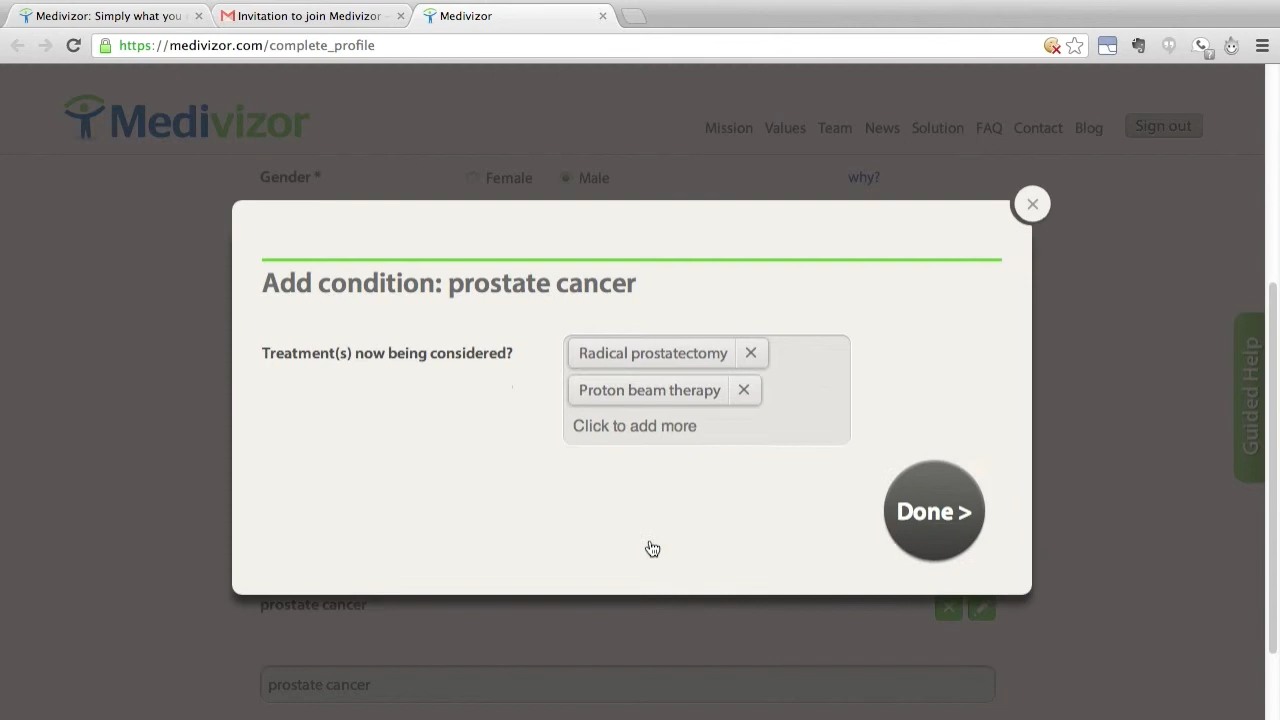 Medivizor: Simply what you
Invitation to join Medivizor
Medivizor
https://medivizor.com/complete_profile
Medivizor
Mission Values Team News Solution FAQ Contact Blog Sign out
Gender * Female Male why?
Add condition: prostate cancer
Treatment(s) now being considered?
Radical prostatectomy
Proton beam therapy
Click to add more
Done >
Guided Help
prostate cancer
prostate cancer